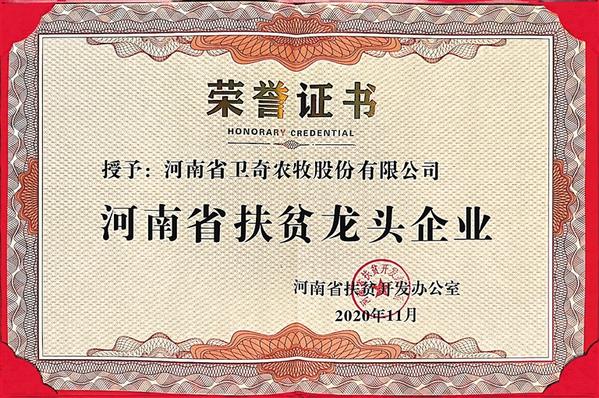 荣誉证书
HONORARY CREDENTIAL
授予：河南省卫奇农牧股份有限公司
河南省扶贫龙头企业
河南省扶贫开发办公室
2020年11月